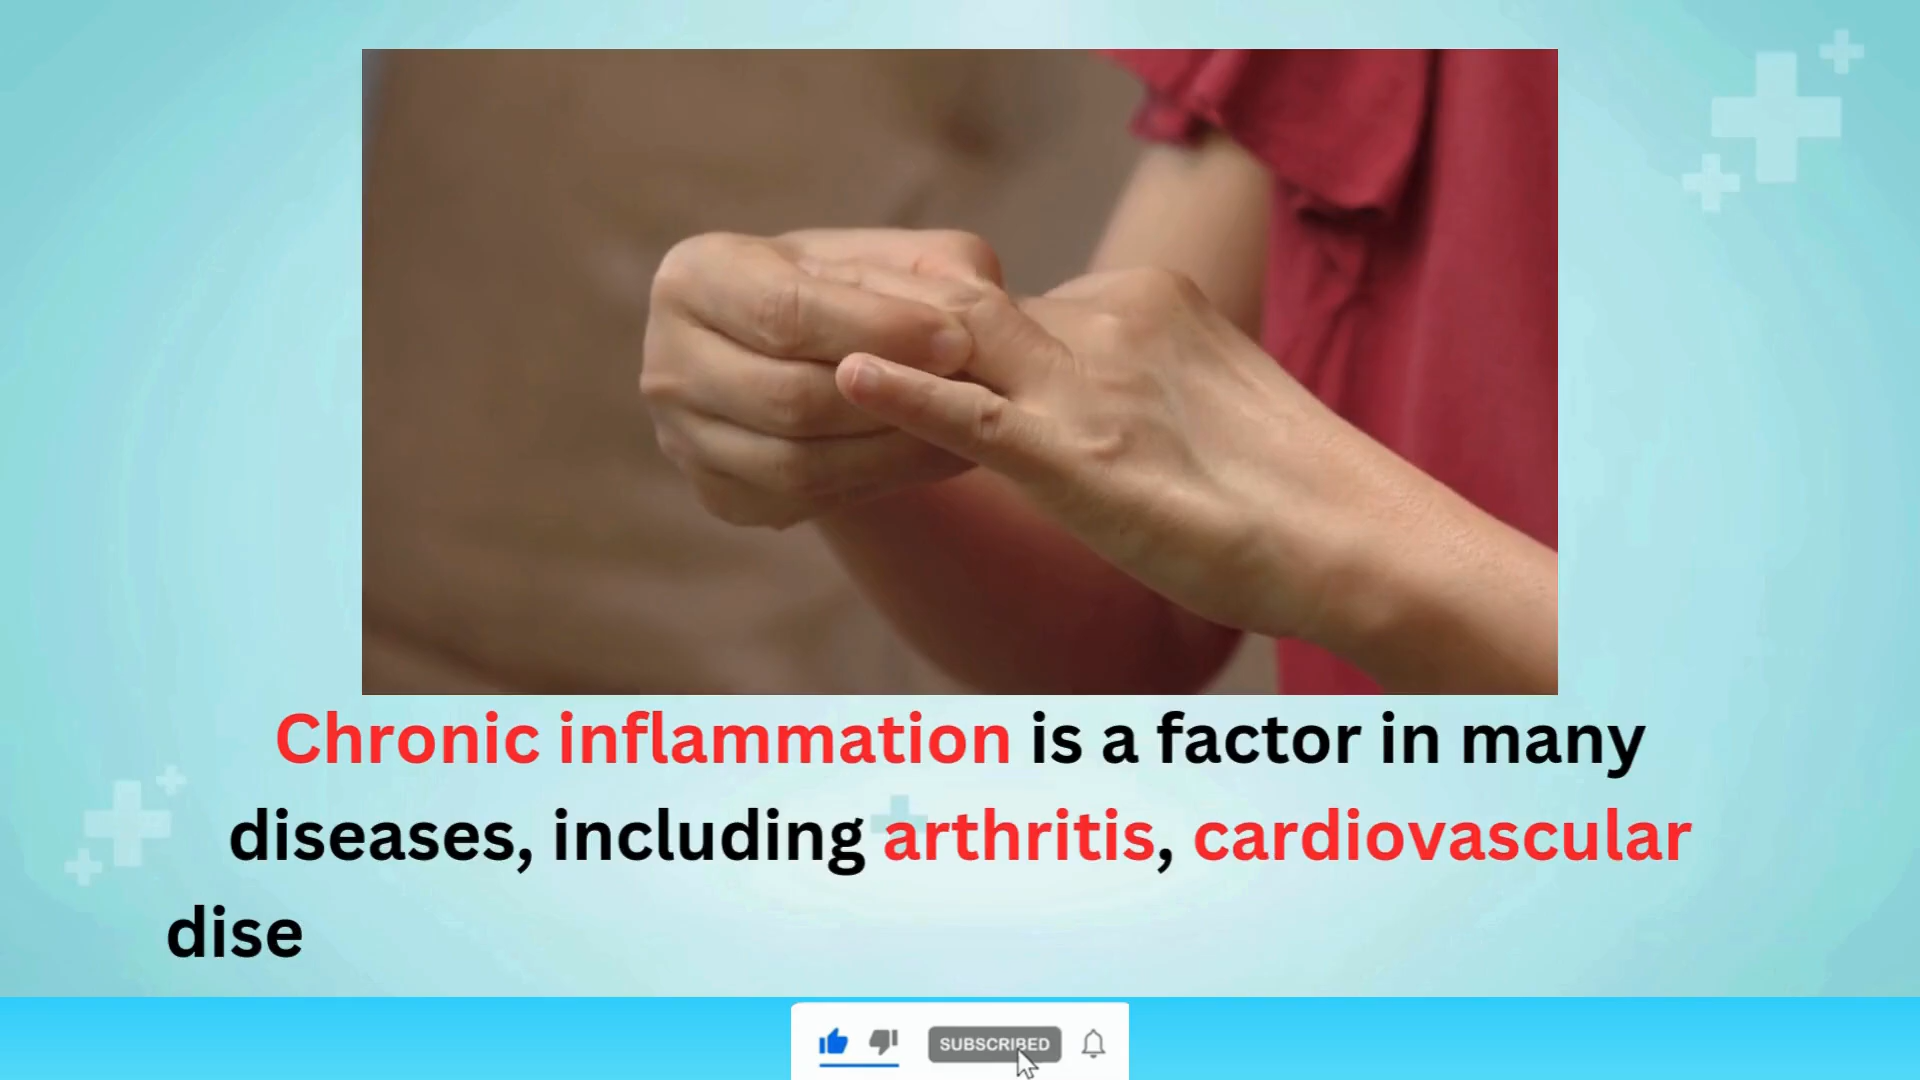 Chronic inflammation is a factor in many
diseases, including arthritis, cardiovascular
dise
SUBSCRIBED